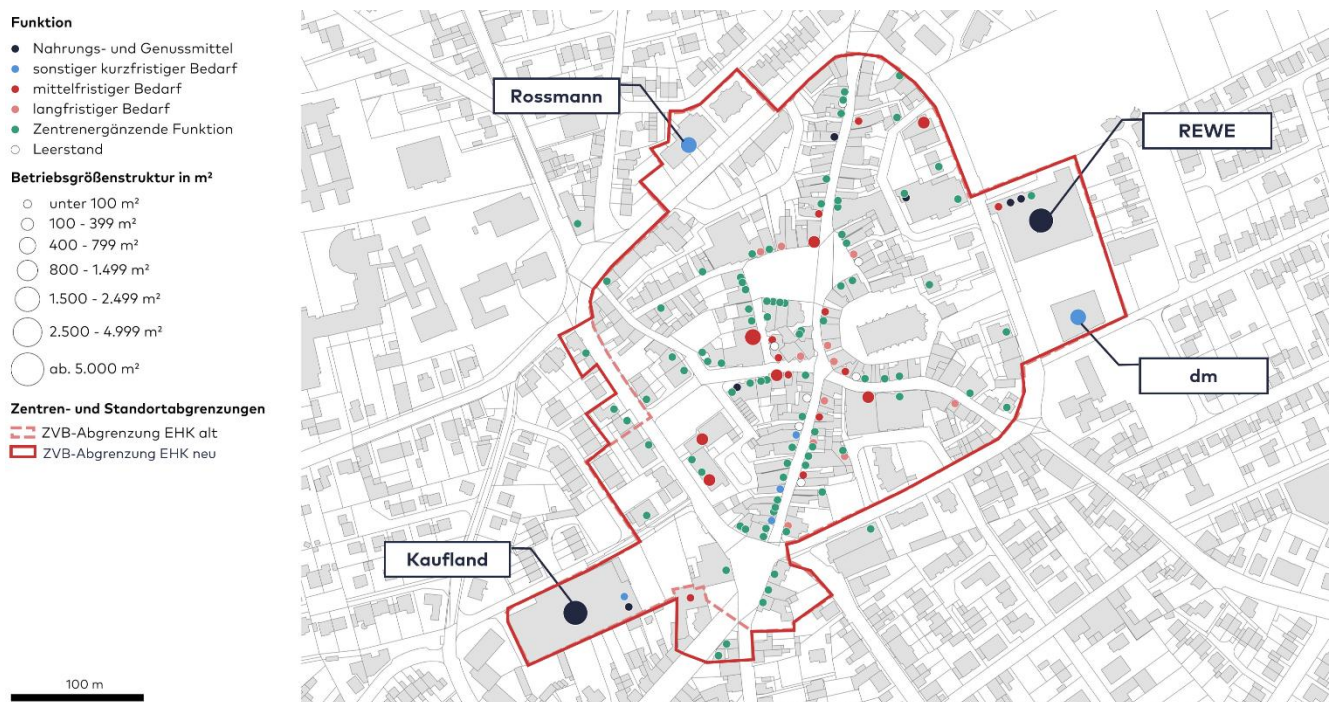 Funktion
Nahrungs- und Genussmittel
sonstiger kurzfristiger Bedarf
mittelfristiger Bedarf
langfristiger Bedarf
Zentrenergänzende Funktion
Leerstand
Betriebsgrößenstruktur in m²
unter 100 m²
100 - 399 m²
400 - 799 m²
800 - 1.499 m²
1.500 - 2.499 m²
2.500 - 4.999 m²
ab. 5.000 m²
Zentren- und Standortabgrenzungen
ZVB-Abgrenzung EHK alt
ZVB-Abgrenzung EHK neu
100 m
Rossmann
REWE
dm
Kaufland